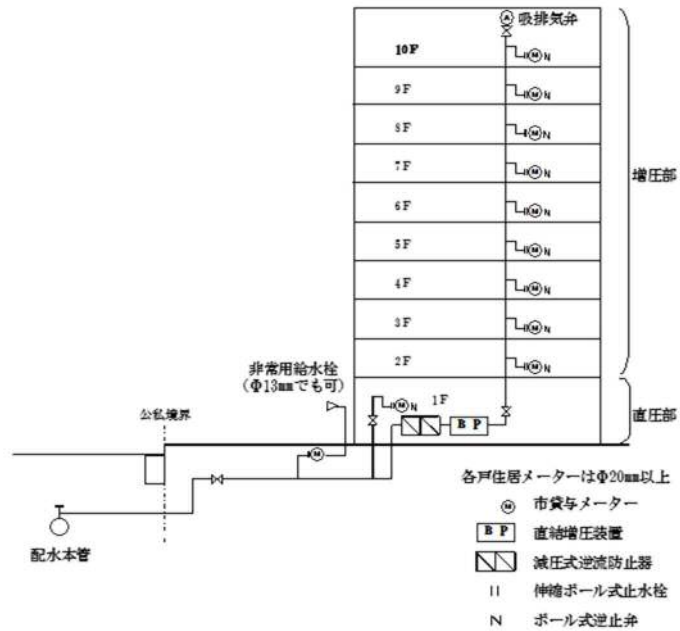 Ⓐ 吸排気弁
10F
Ⓜ N
9F
Ⓜ N
8F
Ⓜ N
7F
Ⓜ N
増圧部
6F
Ⓜ N
5F
Ⓜ N
4F
Ⓜ N
3F
Ⓜ N
2F
Ⓜ N
非常用給水栓
(Φ13mmでも可)
1F
Ⓜ N
公私境界
BP
直圧部
Ⓜ
各戸住居メーターはΦ20mm以上
Ⓜ 市貸与メーター
BP 直結増圧装置
配水本管
減圧式逆流防止器
伸縮ボール式止水栓
N ボール式逆止弁